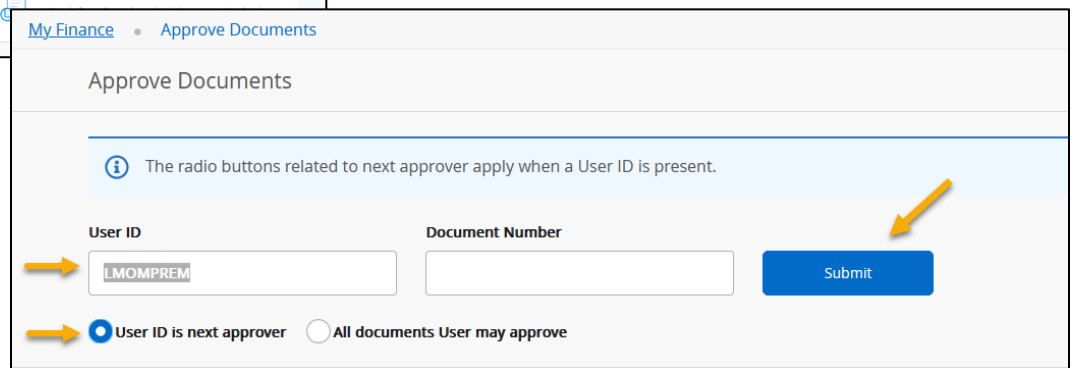 My Finance • Approve Documents
Approve Documents
The radio buttons related to next approver apply when a User ID is present.
User ID Document Number
LMOMPREM Submit
User ID is next approver All documents User may approve